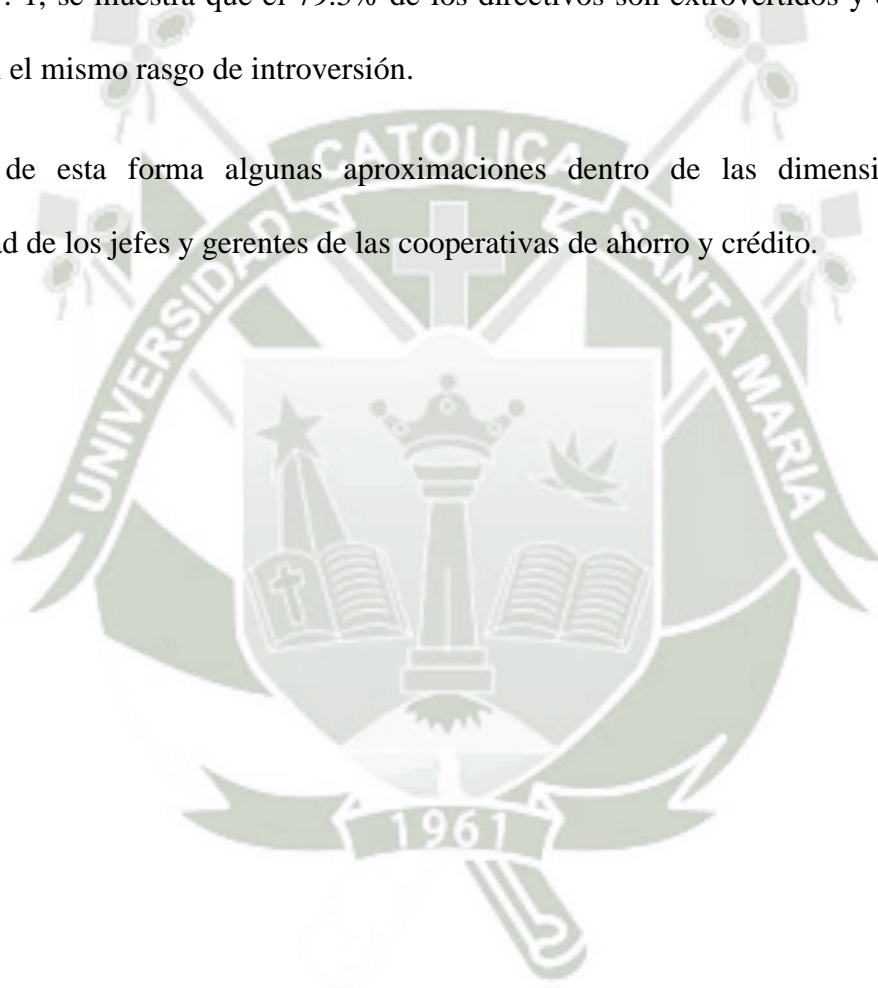 . 1, se muestra que el 79.5% de los directivos son extrovertidos y
el mismo rasgo de introversión.
de esta forma algunas aproximaciones dentro de las dimensi
ad de los jefes y gerentes de las cooperativas de ahorro y crédito.
UNIVERSIDAD CATOLICA SANTA MARIA
1961